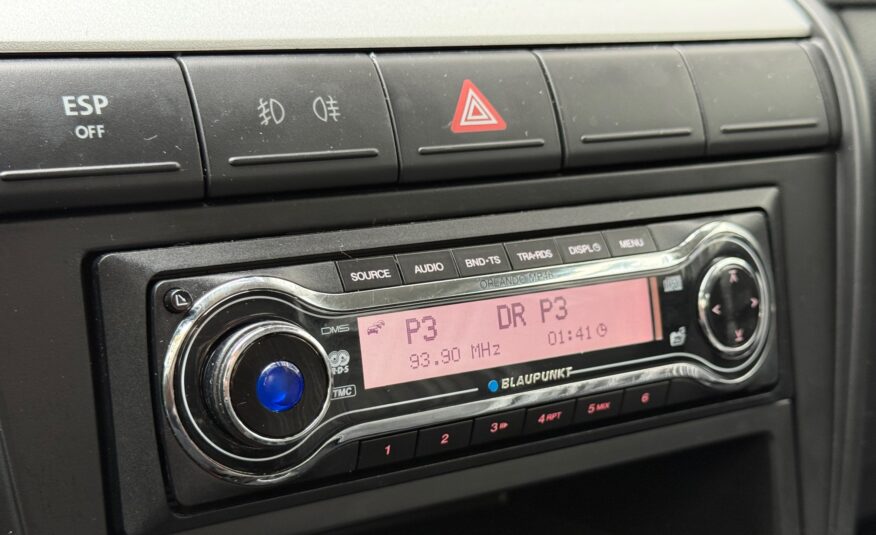 ESP
OFF
SOURCE AUDIO BND•TS TRA•RDS DISPL MENU
ORLANDO MP46
DMS
R•D•S
TMC
P3 DR P3
93.90 MHz 01:41
BLAUPUNKT
1 2 3 4 RPT 5 MIX 6